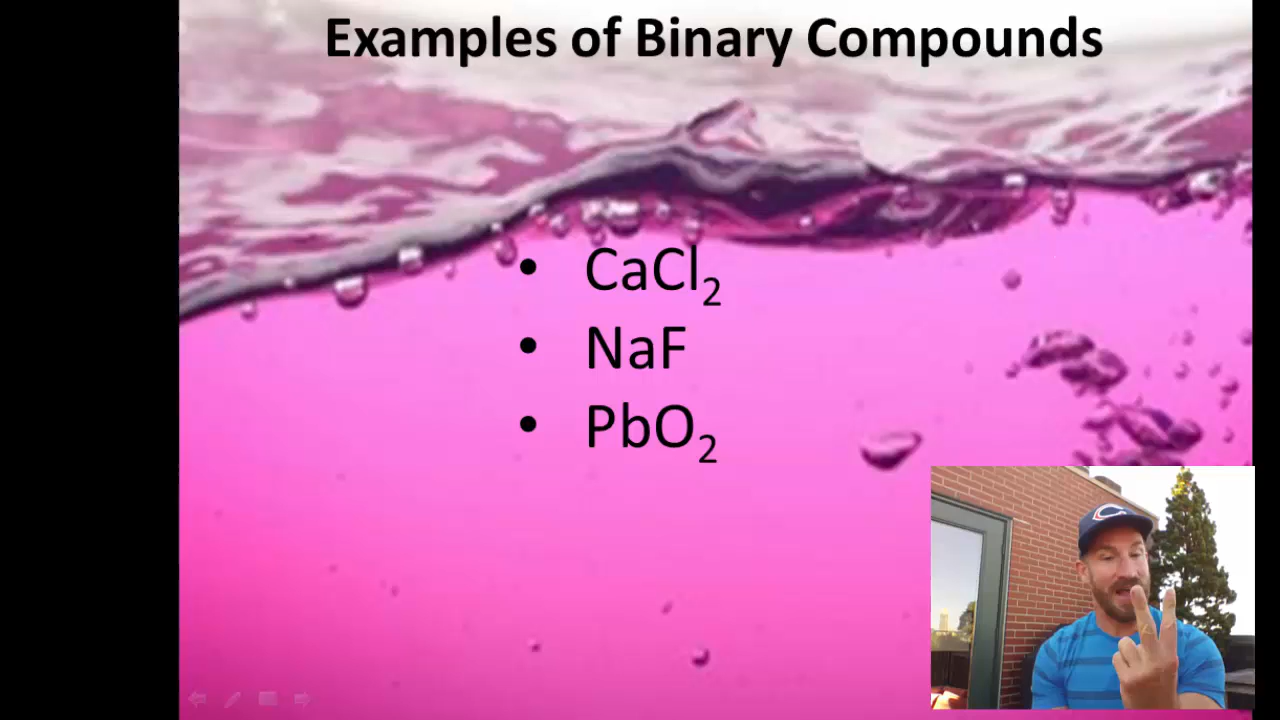 Examples of Binary Compounds
• CaCl₂
• NaF
• PbO₂